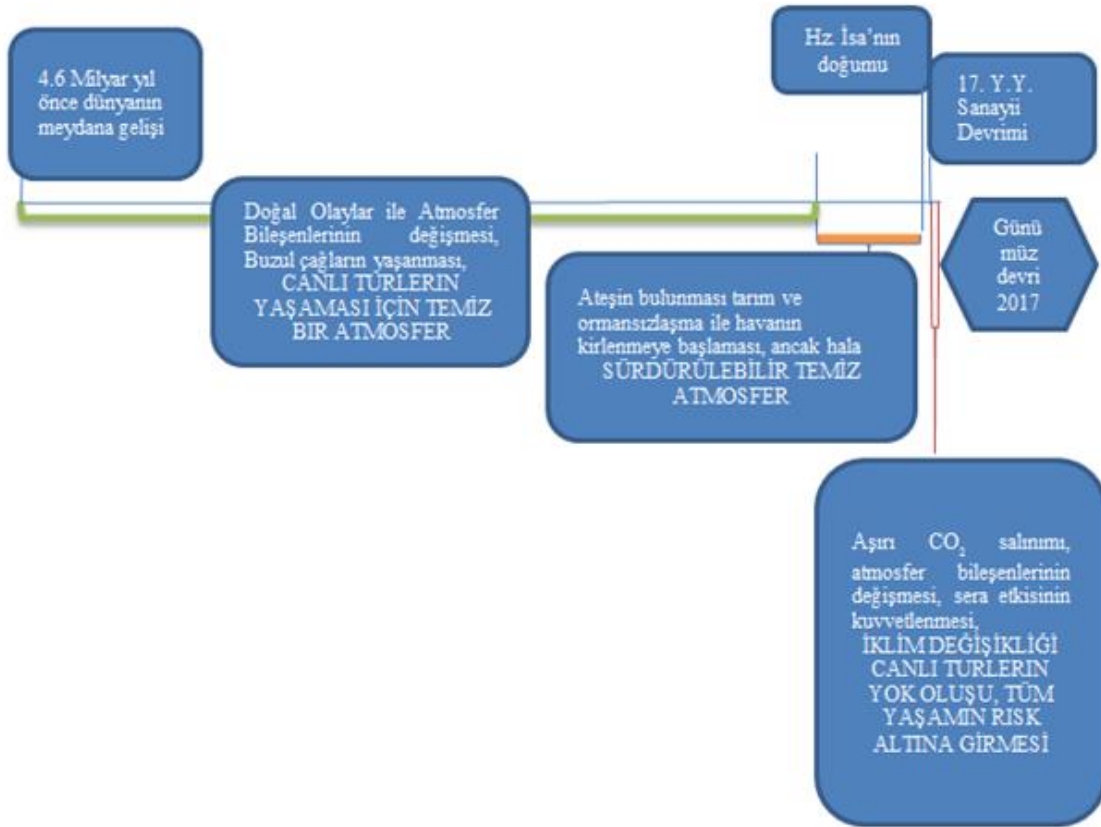 4.6 Milyar yıl
önce dünyanın
meydana gelişi
Hz. İsa’nın
doğumu
17. Y.Y.
Sanayii
Devrimi
Doğal Olaylar ile Atmosfer
Bileşenlerinin değişmesi,
Buzul çağların yaşanması,
CANLI TÜRLERİN
YAŞAMASI İÇİN TEMİZ
BIR ATMOSFER
Günü
müz
devri
2017
Ateşin bulunması tarım ve
ormansızlaşma ile havanın
kirlenmeye başlaması, ancak hala
SÜRDÜRÜLEBİLİR TEMİZ
ATMOSFER
Aşırı CO₂ salınımı,
atmosfer bileşenlerinin
değişmesi, sera etkisinin
kuvvetlenmesi,
İKLİM DEĞİŞİKLİĞİ
CANLI TÜRLERIN
YOK OLUŞU, TÜM
YAŞAMIN RISK
ALTINA GİRMESİ